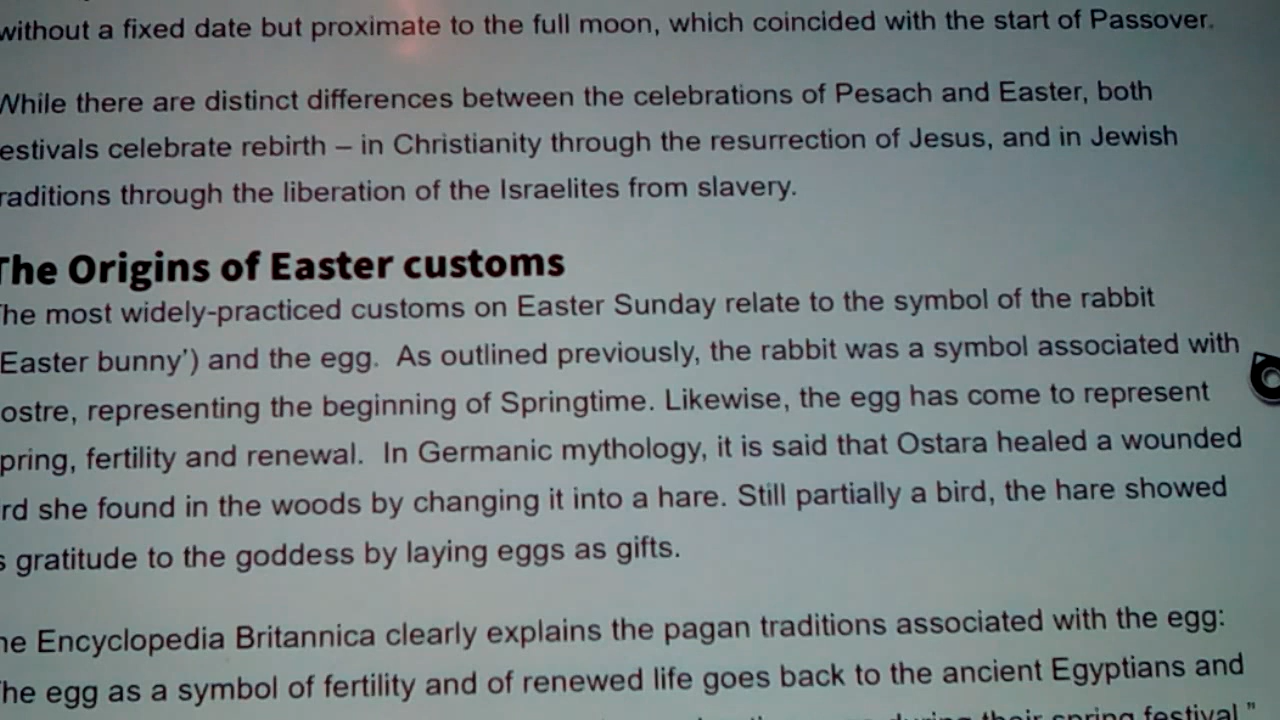 without a fixed date but proximate to the full moon, which coincided with the start of Passover.
While there are distinct differences between the celebrations of Pesach and Easter, both
estivals celebrate rebirth – in Christianity through the resurrection of Jesus, and in Jewish
raditions through the liberation of the Israelites from slavery.
The Origins of Easter customs
The most widely-practiced customs on Easter Sunday relate to the symbol of the rabbit
Easter bunny') and the egg. As outlined previously, the rabbit was a symbol associated with
ostre, representing the beginning of Springtime. Likewise, the egg has come to represent
pring, fertility and renewal. In Germanic mythology, it is said that Ostara healed a wounded
rd she found in the woods by changing it into a hare. Still partially a bird, the hare showed
s gratitude to the goddess by laying eggs as gifts.
he Encyclopedia Britannica clearly explains the pagan traditions associated with the egg:
The egg as a symbol of fertility and of renewed life goes back to the ancient Egyptians and
during their spring festival."